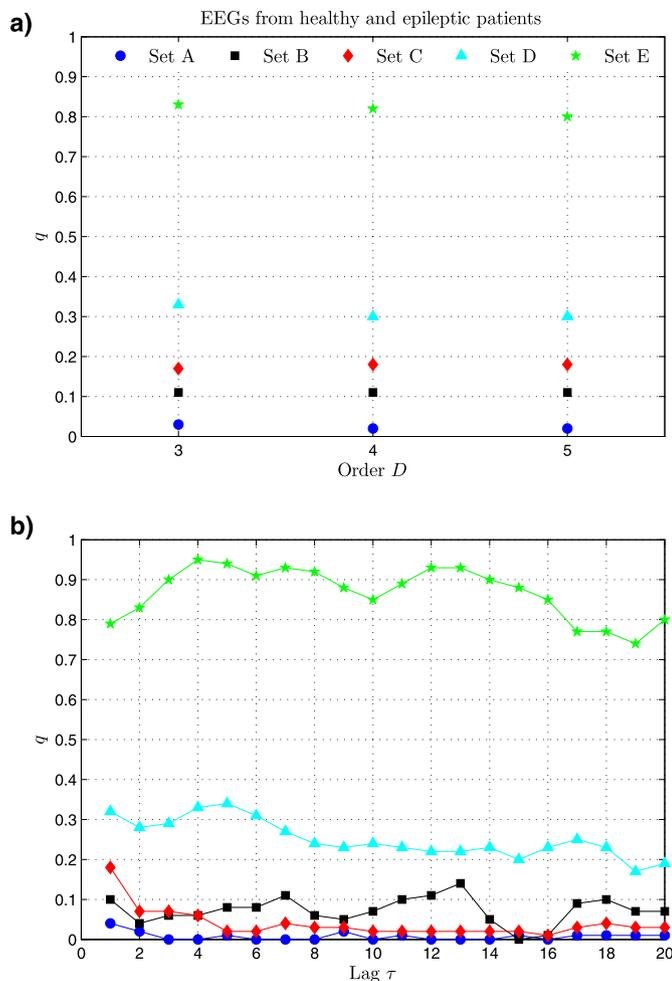 a)
EEGs from healthy and epileptic patients
Set A Set B Set C Set D Set E
1
0.9
0.8
0.7
0.6
0.5
0.4
0.3
0.2
0.1
0
q
3 4 5
Order D
b)
1
0.9
0.8
0.7
0.6
0.5
0.4
0.3
0.2
0.1
0
q
0 2 4 6 8 10 12 14 16 18 20
Lag τ